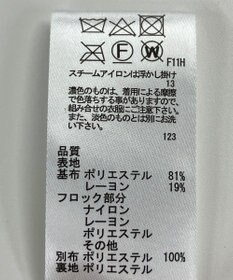 F11H
スチームアイロンは浮かし掛け
13
濃色のものは、着用による摩擦
で色落ちする事がありますので、
組み合せの衣服にご注意下さい。
また、淡色のものとは別にお洗
い下さい。
123
品質
表地
基布 ポリエステル 81%
レーヨン 19%
フロック部分
ナイロン
レーヨン
ポリエステル
その他
別布 ポリエステル 100%
裏地 ポリエステル